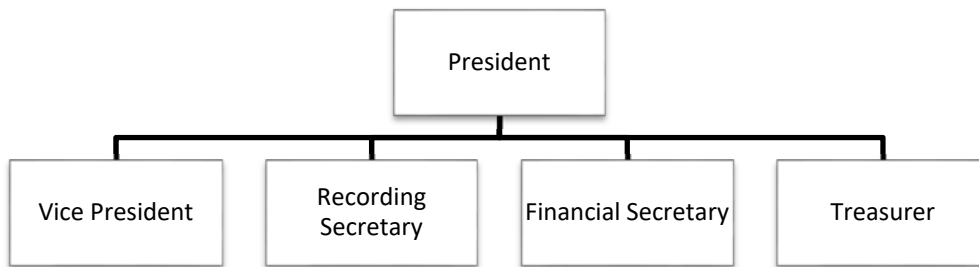 President
Vice President
Recording
Secretary
Financial Secretary
Treasurer